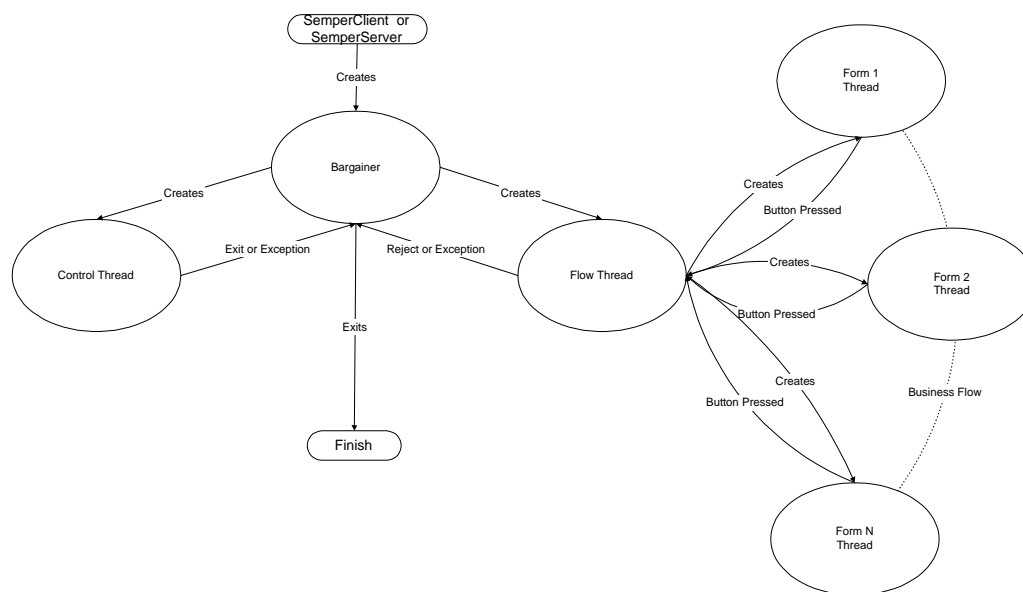 SemperClient or
SemperServer
Creates
Form 1
Thread
Bargainer
Creates
Creates
Creates
Button Pressed
Control Thread
Exit or Exception
Reject or Exception
Flow Thread
Creates
Form 2
Thread
Button Pressed
Exits
Creates
Button Pressed
Business Flow
Finish
Form N
Thread